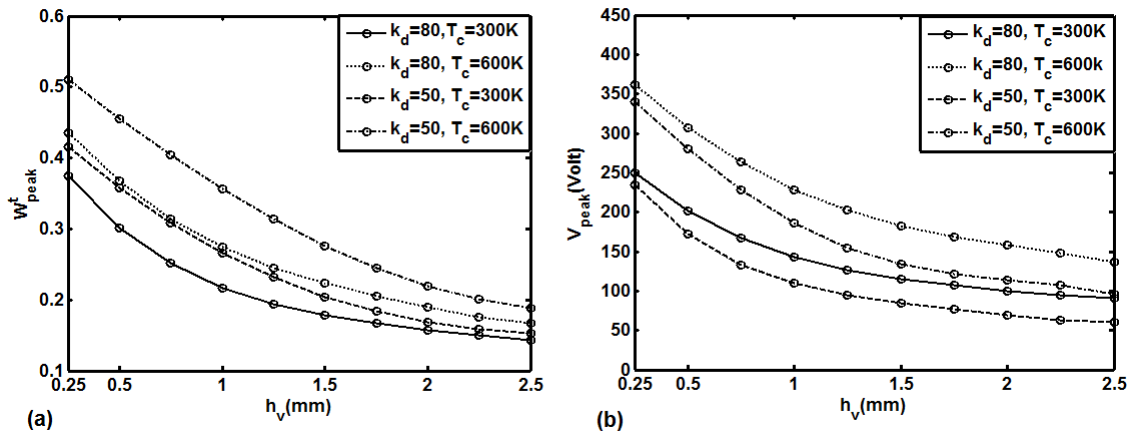 0.6
0.5
0.4
0.3
0.2
0.1
W^t_peak
k_d=80,T_c=300K
k_d=80, T_c=600K
k_d=50, T_c=300K
k_d=50, T_c=600K
0.25 0.5 1 1.5 2 2.5
h_v(mm)
(a)
450
400
350
300
250
200
150
100
50
0
V_peak(Volt)
k_d=80, T_c=300K
k_d=80, T_c=600k
k_d=50, T_c=300K
k_d=50, T_c=600K
0.25 0.5 1 1.5 2 2.5
h_v(mm)
(b)